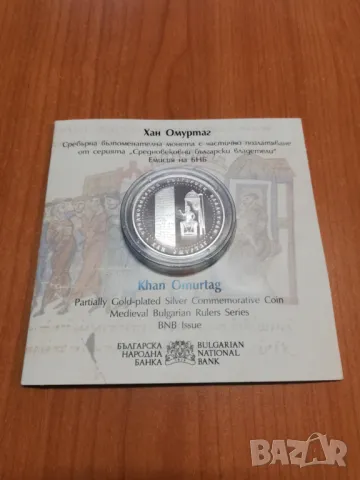 Хан Омуртаг
Сребърна възпоменателна монета с частично позлатяване
от серията „Средновековни български владетели“
Емисия на БНБ
Khan Omurtag
Partially Gold-plated Silver Commemorative Coin
Medieval Bulgarian Rulers Series
BNB Issue
БЪЛГАРСКА
НАРОДНА
БАНКА
BULGARIAN
NATIONAL
BANK
bazar